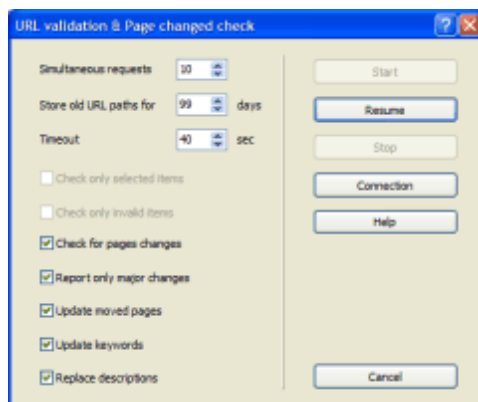 URL validation & Page changed check
Simultaneous requests 10
Start
Store old URL paths for 99 days
Resume
Timeout 40 sec
Stop
Check only selected items
Connection
Check only invalid items
Help
Check for pages changes
Report only major changes
Update moved pages
Update keywords
Replace descriptions
Cancel